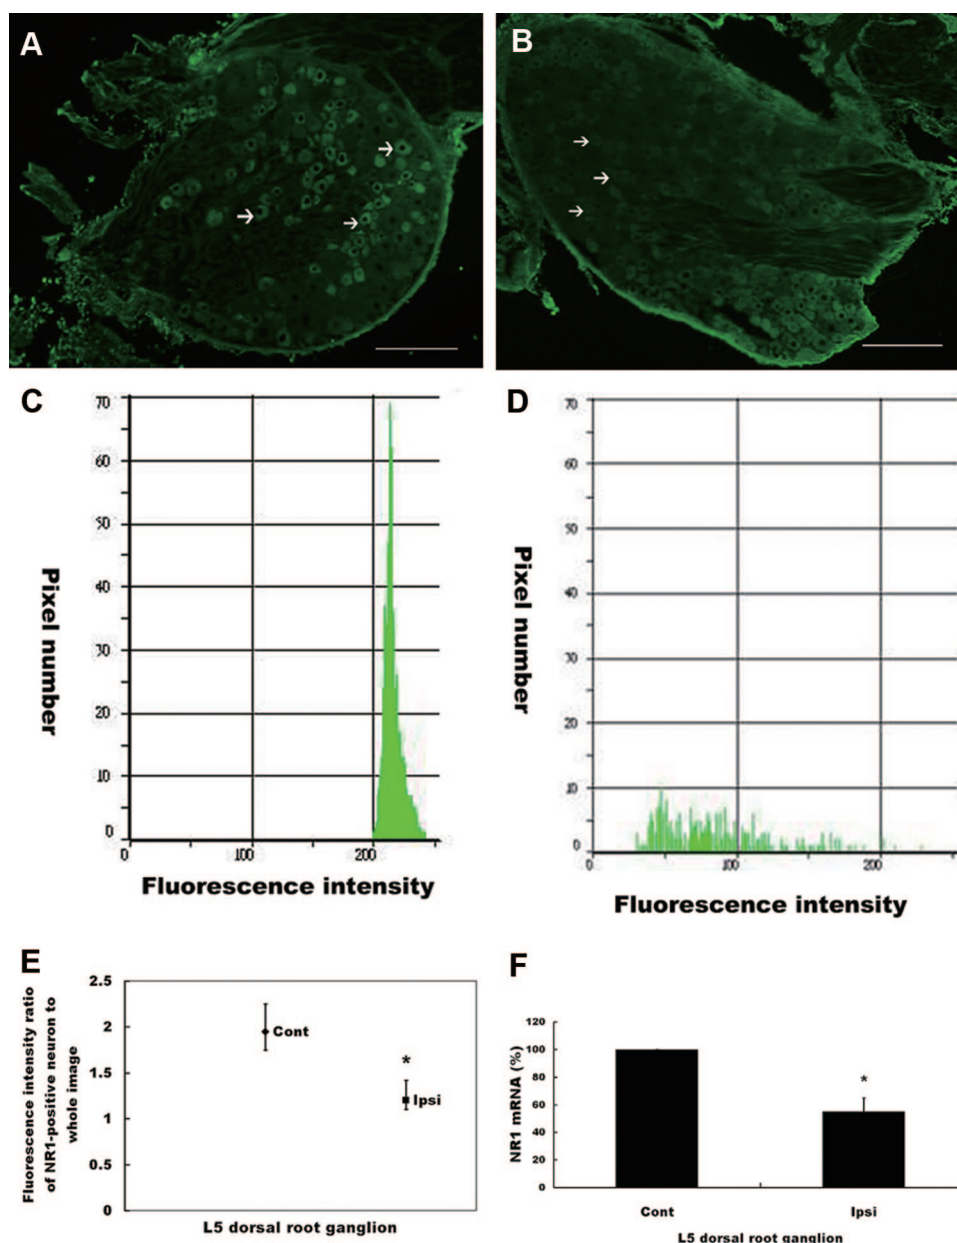 A
B
C
70
60
50
40
30
20
10
0
0
100
200
Pixel number
Fluorescence intensity
D
70
60
50
40
30
20
10
0
0
100
200
Pixel number
Fluorescence intensity
E
Fluorescence intensity ratio
of NR1-positive neuron to
whole image
2.5
2
1.5
1
0.5
0
Cont
*
Ipsi
L5 dorsal root ganglion
F
NR1 mRNA (%)
120
100
80
60
40
20
0
*
Cont
Ipsi
L5 dorsal root ganglion